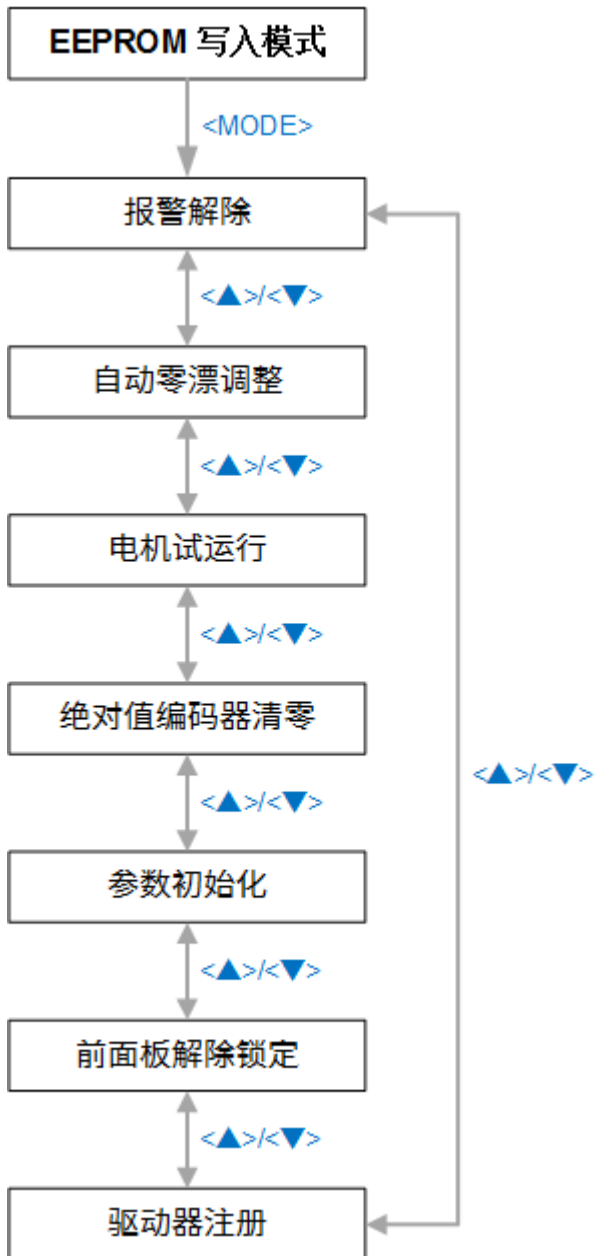 EEPROM 写入模式
<MODE>
报警解除
<▲>/<▼>
自动零漂调整
<▲>/<▼>
电机试运行
<▲>/<▼>
绝对值编码器清零
<▲>/<▼>
<▲>/<▼>
参数初始化
<▲>/<▼>
前面板解除锁定
<▲>/<▼>
驱动器注册